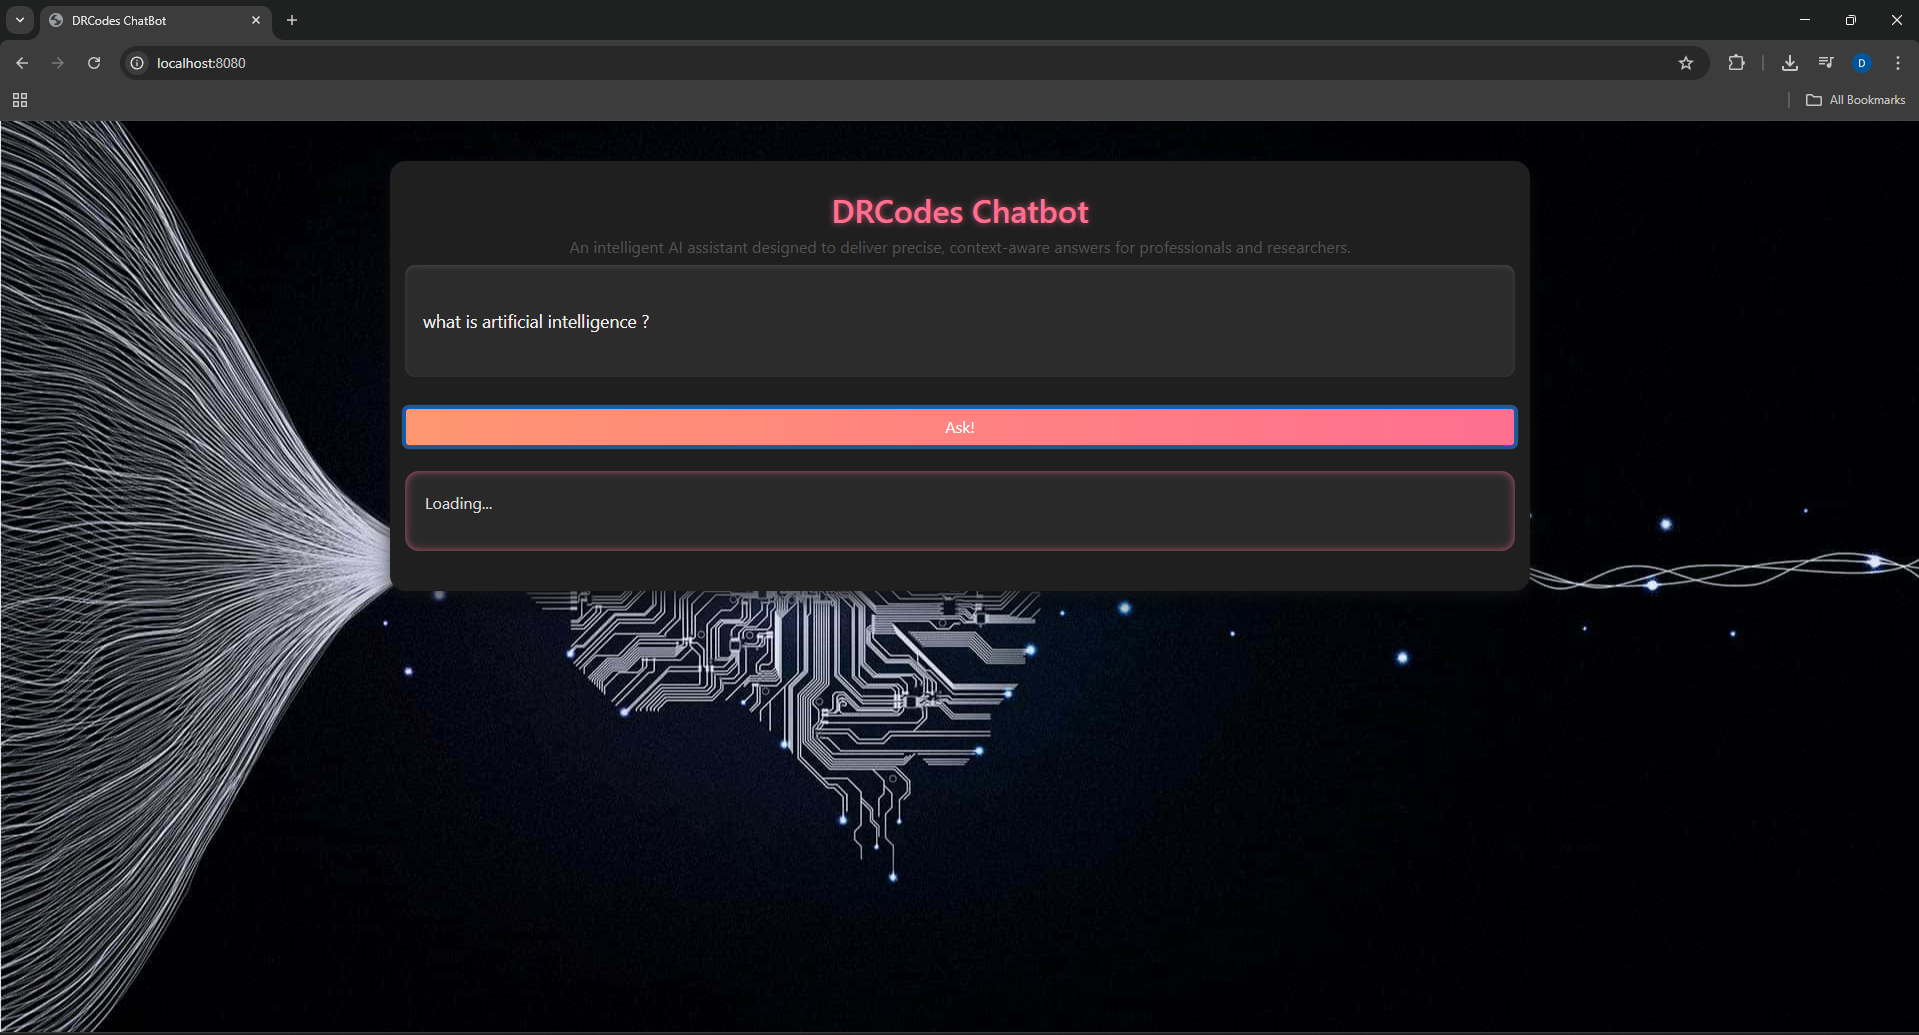 DRCodes ChatBot
localhost:8080
D
All Bookmarks
DRCodes Chatbot
An intelligent AI assistant designed to deliver precise, context-aware answers for professionals and researchers.
what is artificial intelligence ?
Ask!
Loading...